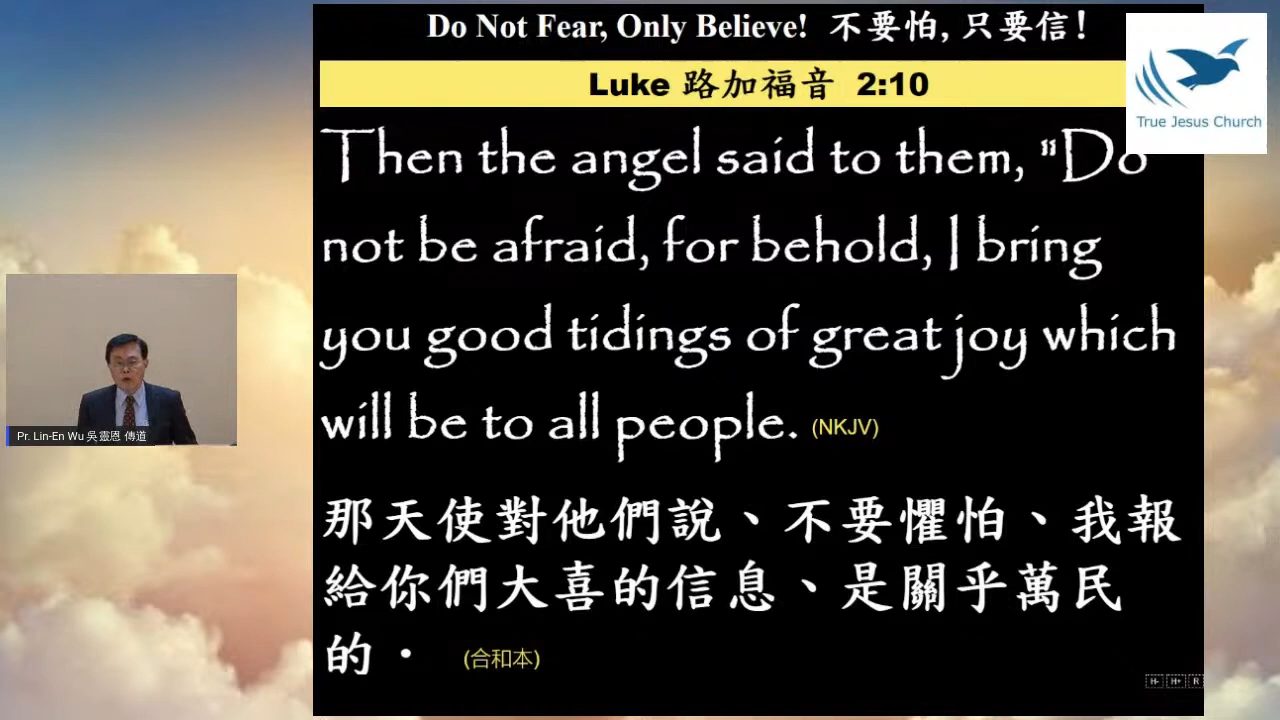 Do Not Fear, Only Believe! 不要怕, 只要信!
Luke 路加福音 2:10
True Jesus Church
Then the angel said to them, "Do
not be afraid, for behold, I bring
you good tidings of great joy which
will be to all people. (NKJV)
Pr. Lin-En Wu 吳靈恩 傳道
那天使對他們說、不要懼怕、我報
給你們大喜的信息、是關乎萬民
的． (合和本)
H- H+ R